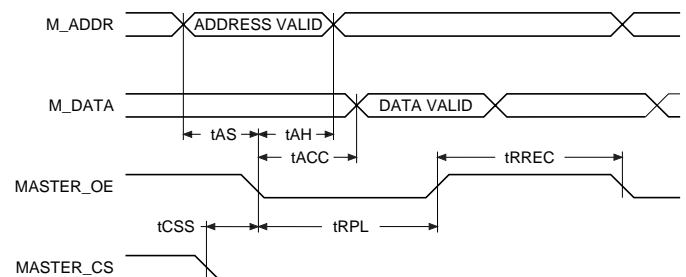 M_ADDR ADDRESS VALID
M_DATA DATA VALID
tAS tAH
tACC tRREC
MASTER_OE
tCSS tRPL
MASTER_CS